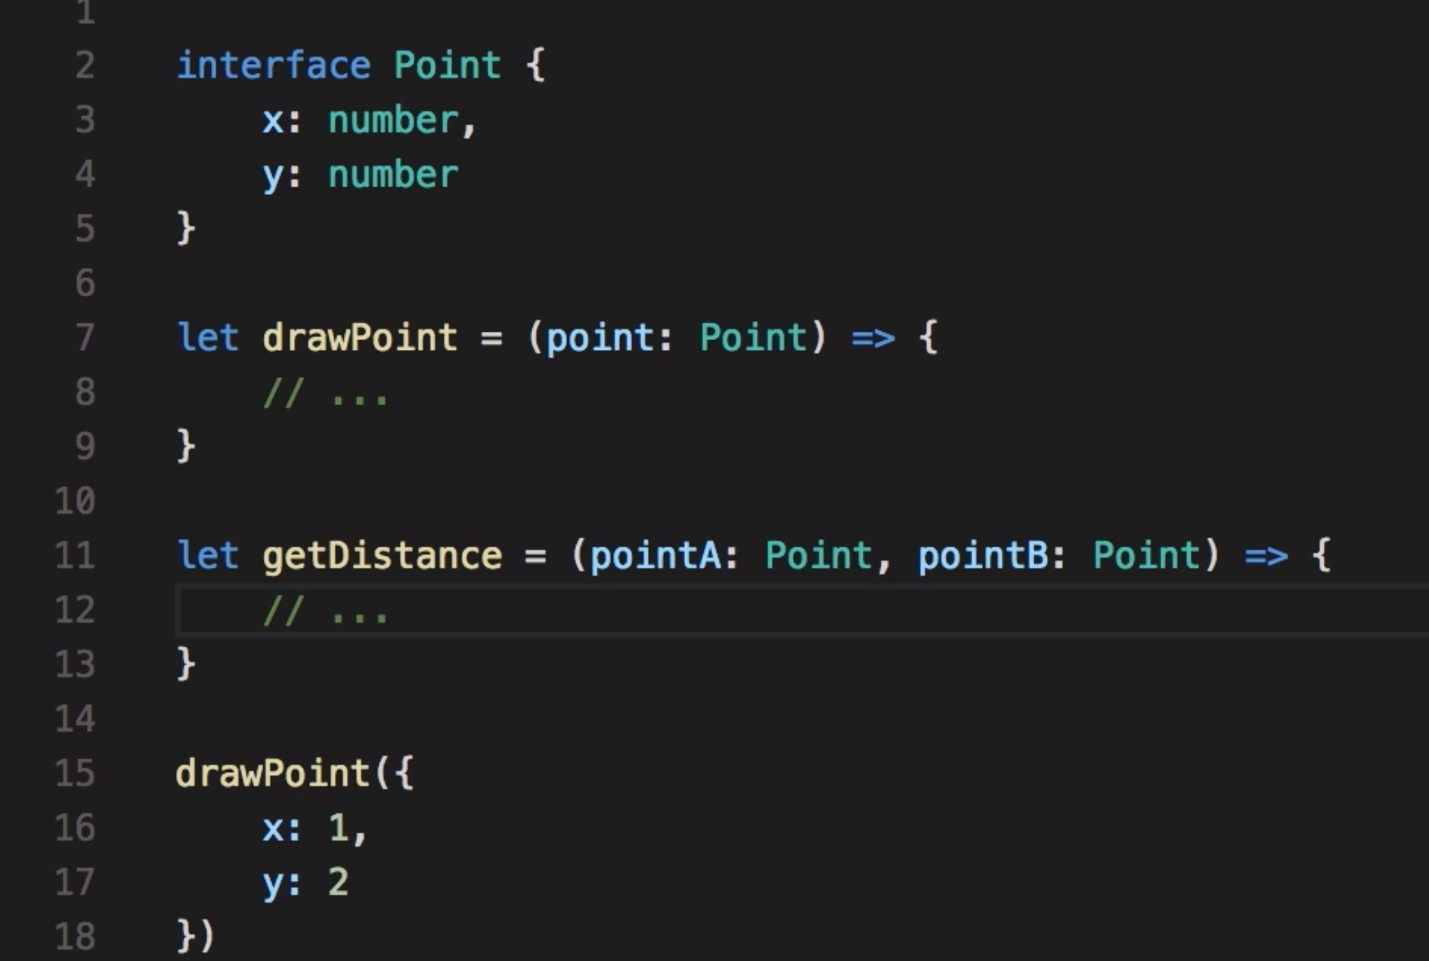 1
2 interface Point {
3     x: number,
4     y: number
5 }
6
7 let drawPoint = (point: Point) => {
8     // ...
9 }
10
11 let getDistance = (pointA: Point, pointB: Point) => {
12     // ...
13 }
14
15 drawPoint({
16     x: 1,
17     y: 2
18 })